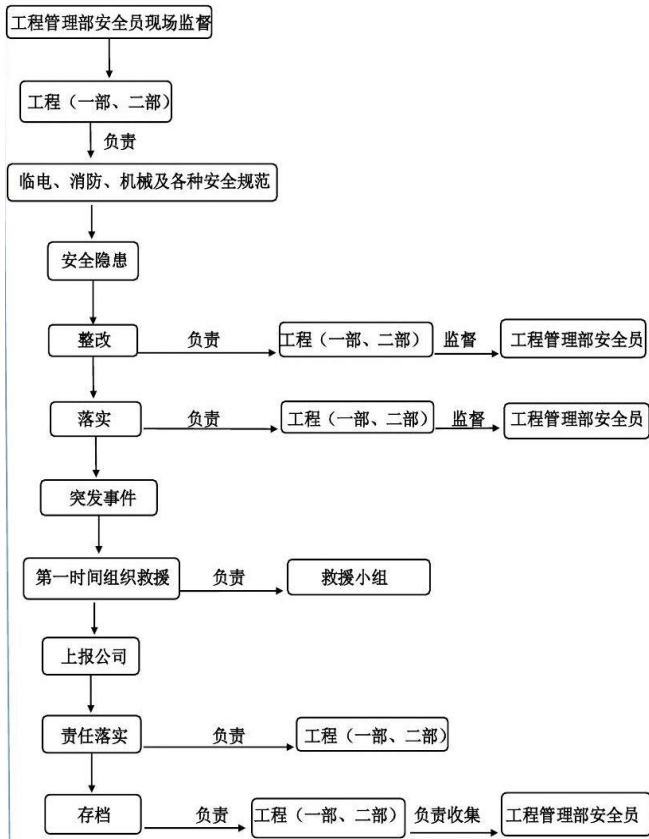 工程管理部安全员现场监督
工程（一部、二部）
负责
临电、消防、机械及各种安全规范
安全隐患
整改 负责 工程（一部、二部） 监督 工程管理部安全员
落实 负责 工程（一部、二部） 监督 工程管理部安全员
突发事件
第一时间组织救援 负责 救援小组
上报公司
责任落实 负责 工程（一部、二部）
存档 负责 工程（一部、二部） 负责收集 工程管理部安全员